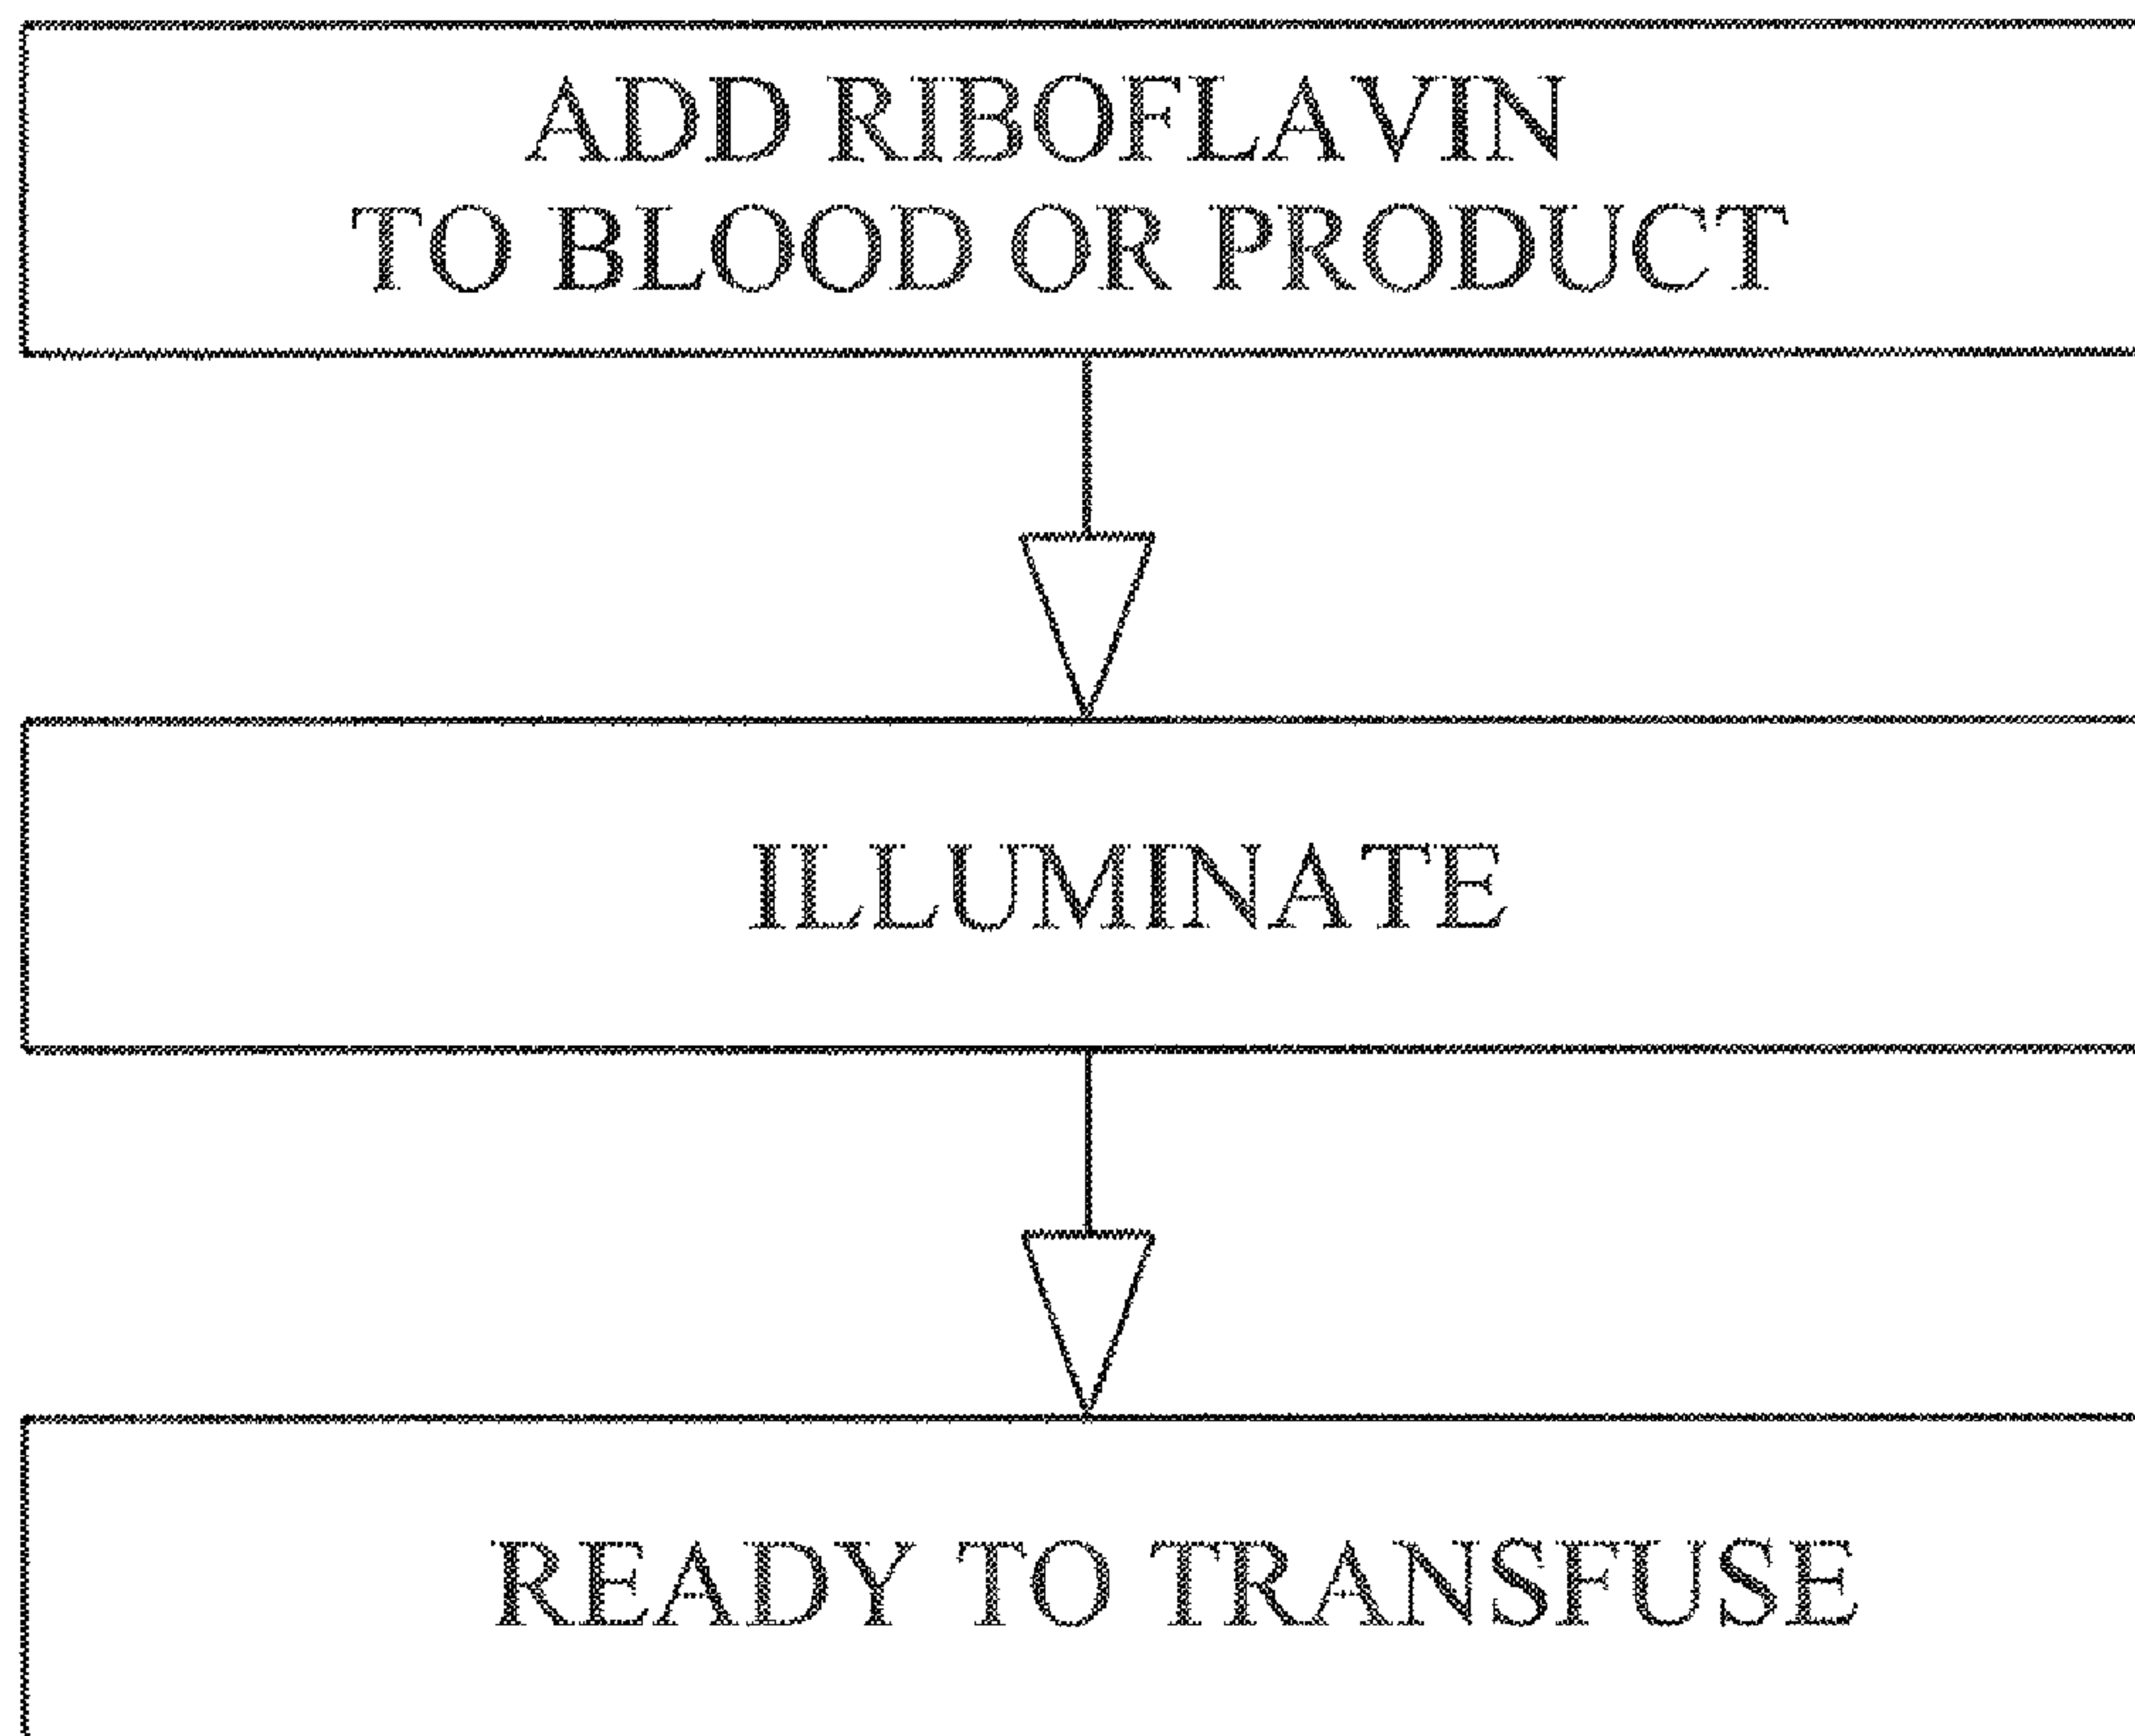 ADD RIBOFLAVIN
TO BLOOD OR PRODUCT
ILLUMINATE
READY TO TRANSFUSE